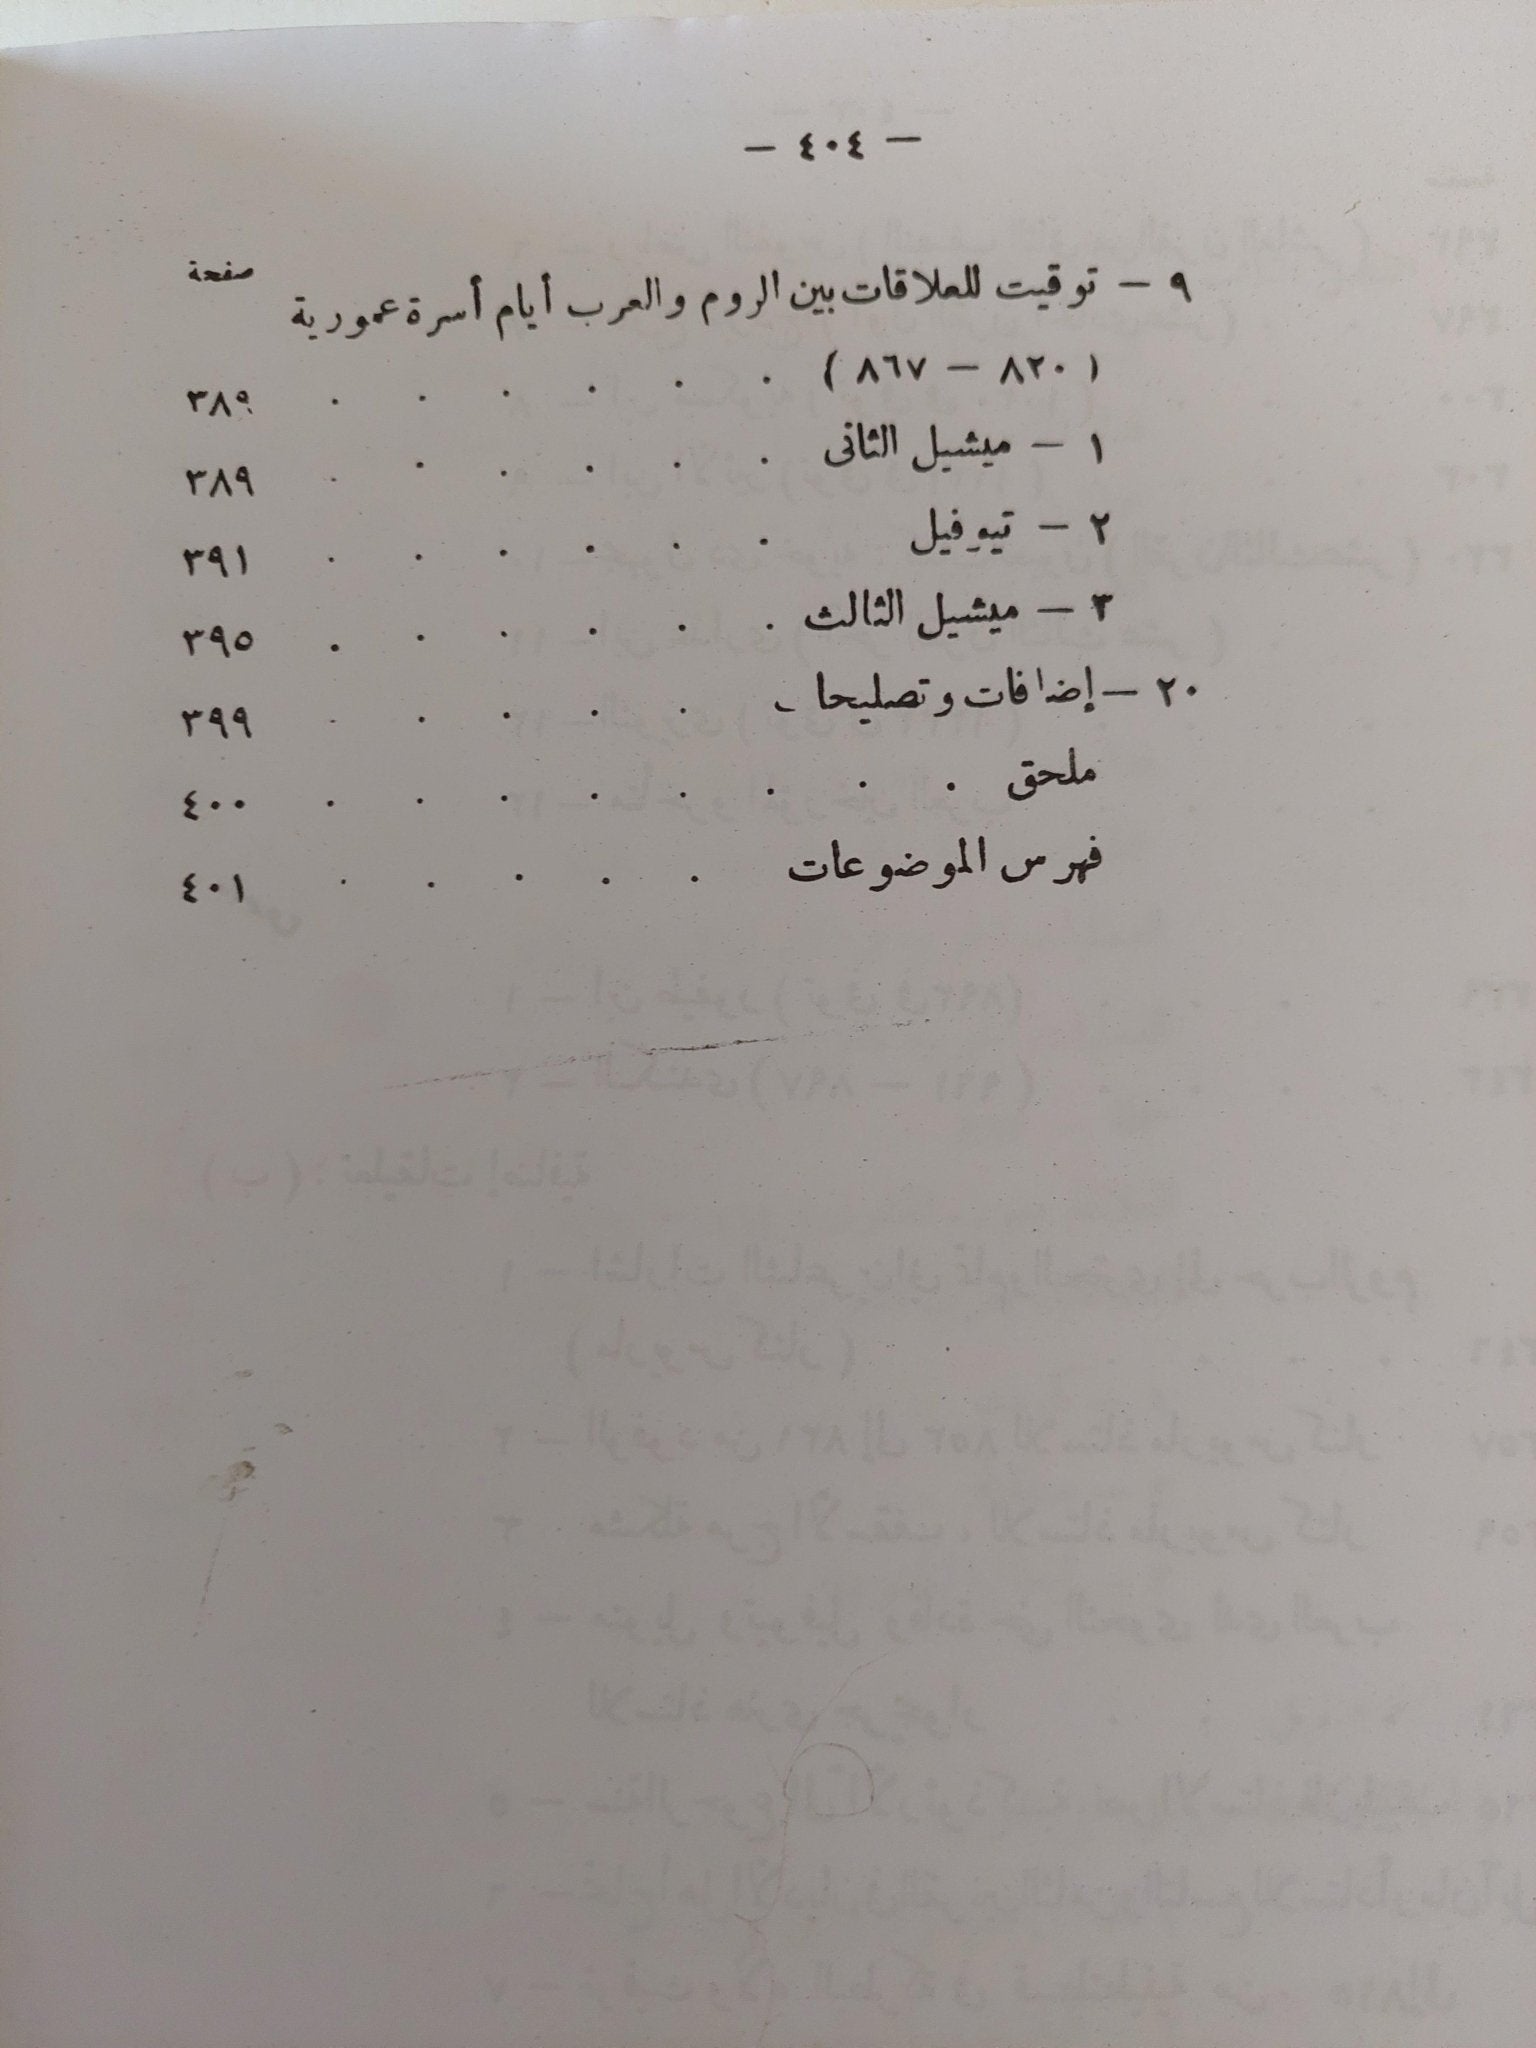 — ٤٠٤ —
صفحة
٩ — توقيت للعلاقات بين الروم والعرب أيام أسرة عمورية
( ٨٢٠ — ٨٦٧ ) . . . . . . ٣٨٩
١ — ميشيل الثانى . . . . . . ٣٨٩
٢ — تيوفيل . . . . . . ٣٩١
٣ — ميشيل الثالث . . . . . . ٣٩٥
٢٠ — إضافات وتصليحات . . . . . ٣٩٩
ملحق . . . . . . . . ٤٠٠
فهرس الموضوعات . . . . . ٤٠١